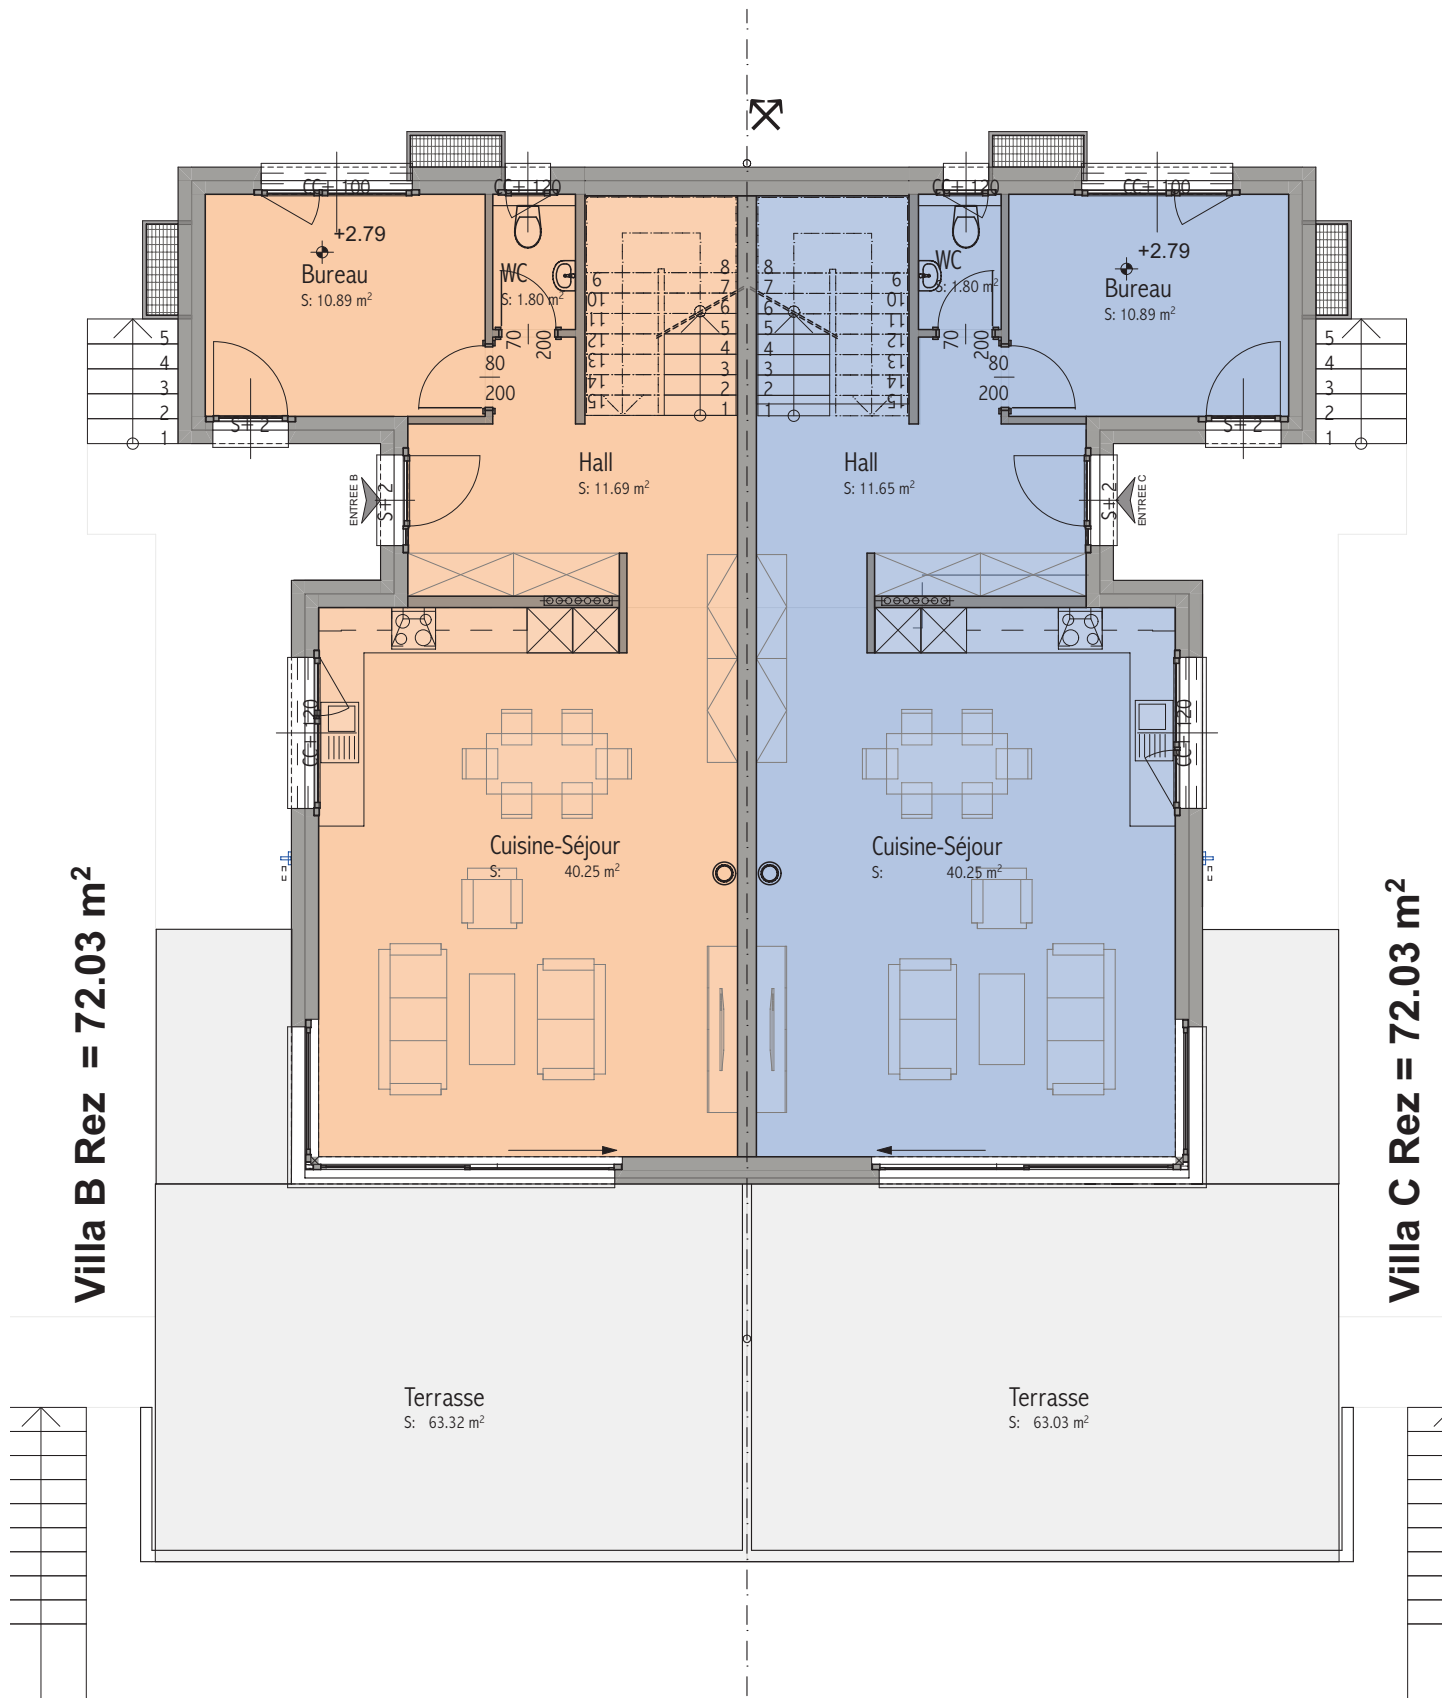 CC+ 100
CC+ 120
CC+ 120
CC+ 100
+2.79
Bureau
S: 10.89 m²
WC
S: 1.80 m²
WC
S: 1.80 m²
+2.79
Bureau
S: 10.89 m²
9
10
11
12
13
14
15
8
7
6
5
4
3
2
1
8
7
6
5
4
3
2
1
9
10
11
12
13
14
15
5
4
3
2
1
5
4
3
2
1
70
200
80
200
70
200
80
200
S+ 2
S+ 2
Hall
S: 11.69 m²
Hall
S: 11.65 m²
ENTREE B
S+ 2
S+ 2
ENTREE C
CC+ 120
CC+ 120
Cuisine-Séjour
S: 40.25 m²
Cuisine-Séjour
S: 40.25 m²
Villa B Rez = 72.03 m²
Villa C Rez = 72.03 m²
Terrasse
S: 63.32 m²
Terrasse
S: 63.03 m²